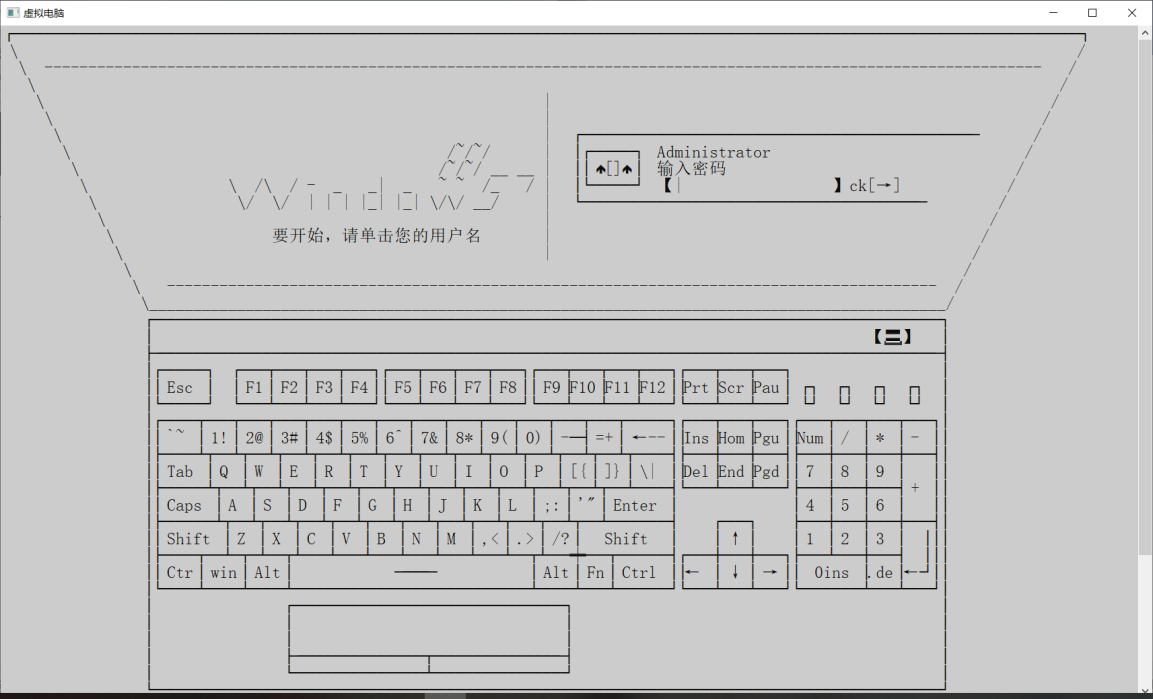 虚拟电脑
Windows
Administrator
输入密码
【| 】ck[→]
要开始，请单击您的用户名
【〓】
Esc F1 F2 F3 F4 F5 F6 F7 F8 F9 F10 F11 F12 Prt Scr Pau
`~ 1! 2@ 3# 4$ 5% 6^ 7& 8* 9( 0) -— =+ ←-- Ins Hom Pgu Num / * -
Tab Q W E R T Y U I O P [{ ]} \| Del End Pgd 7 8 9
+
Caps A S D F G H J K L ;: '" Enter 4 5 6
Shift Z X C V B N M ,< .> /? Shift ↑ 1 2 3
Ctr win Alt —— Alt Fn Ctrl ← ↓ → 0ins .de ←┘